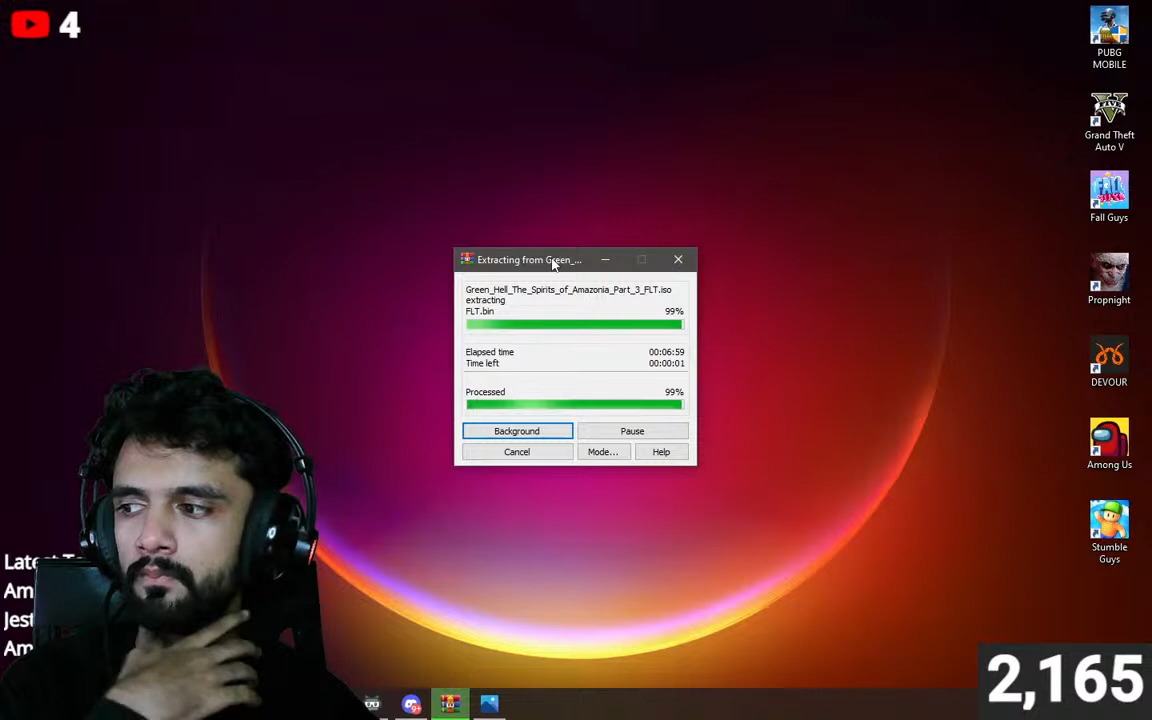 4
PUBG
MOBILE
Grand Theft
Auto V
Fall Guys
Propnight
DEVOUR
Among Us
Stumble
Guys
Extracting from Green_...
Green_Hell_The_Spirits_of_Amazonia_Part_3_FLT.iso
extracting
FLT.bin 99%
Elapsed time 00:06:59
Time left 00:00:01
Processed 99%
Background Pause
Cancel Mode... Help
Latest
Am
Jest
Am
2,165